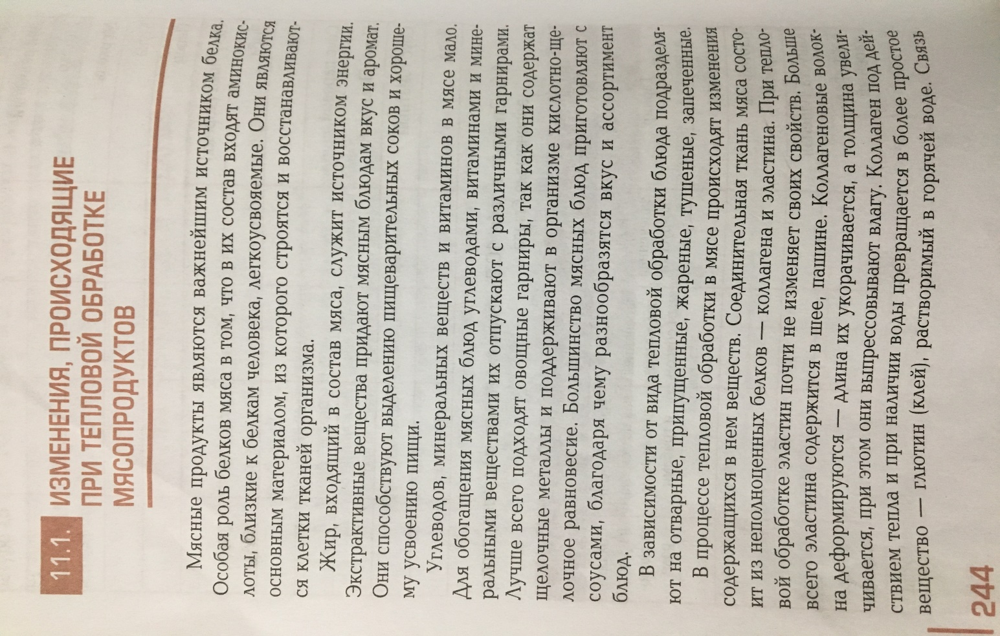 11.1. ИЗМЕНЕНИЯ, ПРОИСХОДЯЩИЕ
ПРИ ТЕПЛОВОЙ ОБРАБОТКЕ
МЯСОПРОДУКТОВ
Мясные продукты являются важнейшим источником белка.
Особая роль белков мяса в том, что в их состав входят аминокис-
лоты, близкие к белкам человека, легкоусвояемые. Они являются
основным материалом, из которого строятся и восстанавливают-
ся клетки тканей организма.
Жир, входящий в состав мяса, служит источником энергии.
Экстрактивные вещества придают мясным блюдам вкус и аромат.
Они способствуют выделению пищеварительных соков и хороше-
му усвоению пищи.
Углеводов, минеральных веществ и витаминов в мясе мало.
Для обогащения мясных блюд углеводами, витаминами и мине-
ральными веществами их отпускают с различными гарнирами.
Лучше всего подходят овощные гарниры, так как они содержат
щелочные металлы и поддерживают в организме кислотно-ще-
лочное равновесие. Большинство мясных блюд приготовляют с
соусами, благодаря чему разнообразятся вкус и ассортимент
блюд.
В зависимости от вида тепловой обработки блюда подразделя-
ют на отварные, припущенные, жареные, тушеные, запеченные.
В процессе тепловой обработки в мясе происходят изменения
содержащихся в нем веществ. Соединительная ткань мяса состо-
ит из неполноценных белков — коллагена и эластина. При тепло-
вой обработке эластин почти не изменяет своих свойств. Больше
всего эластина содержится в шее, пашине. Коллагеновые волок-
на деформируются — длина их укорачивается, а толщина увели-
чивается, при этом они выпрессовывают влагу. Коллаген под дей-
ствием тепла и при наличии воды превращается в более простое
вещество — глютин (клей), растворимый в горячей воде. Связь
244